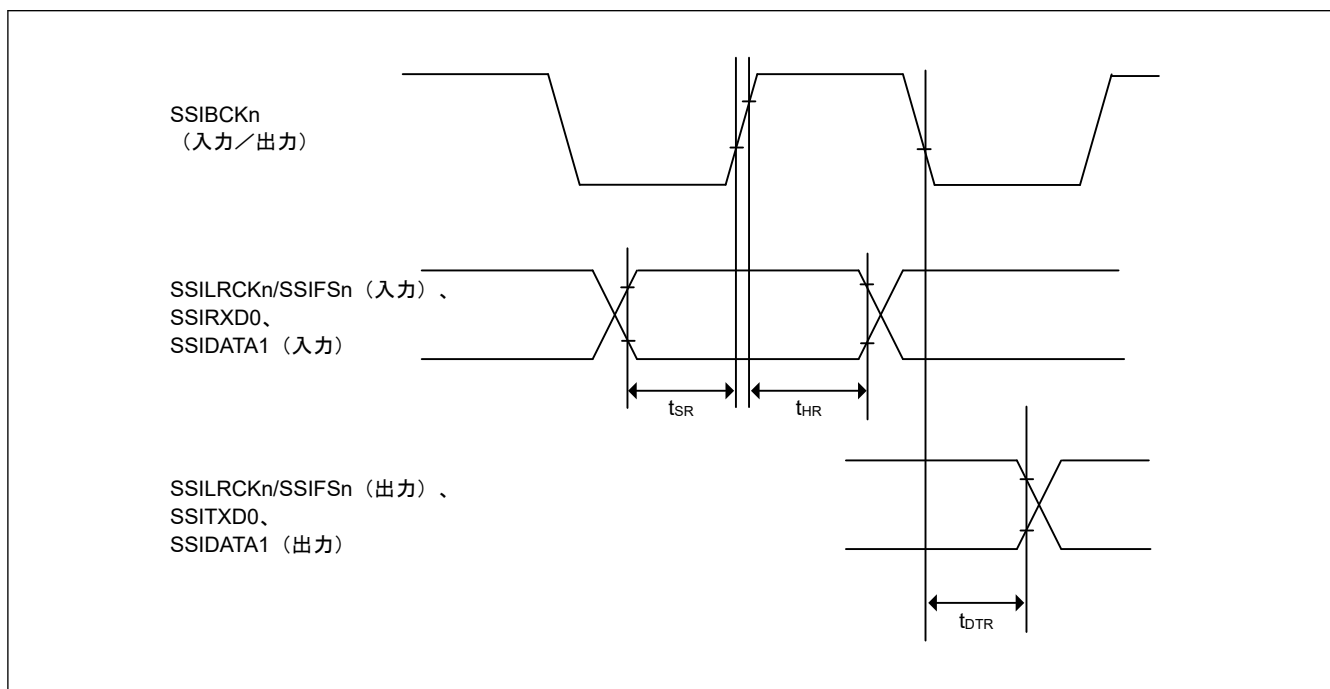 SSIBCKn
（入力／出力）
SSILRCKn/SSIFSn（入力）、
SSIRXD0、
SSIDATA1（入力）
tSR
tHR
SSILRCKn/SSIFSn（出力）、
SSITXD0、
SSIDATA1（出力）
tDTR